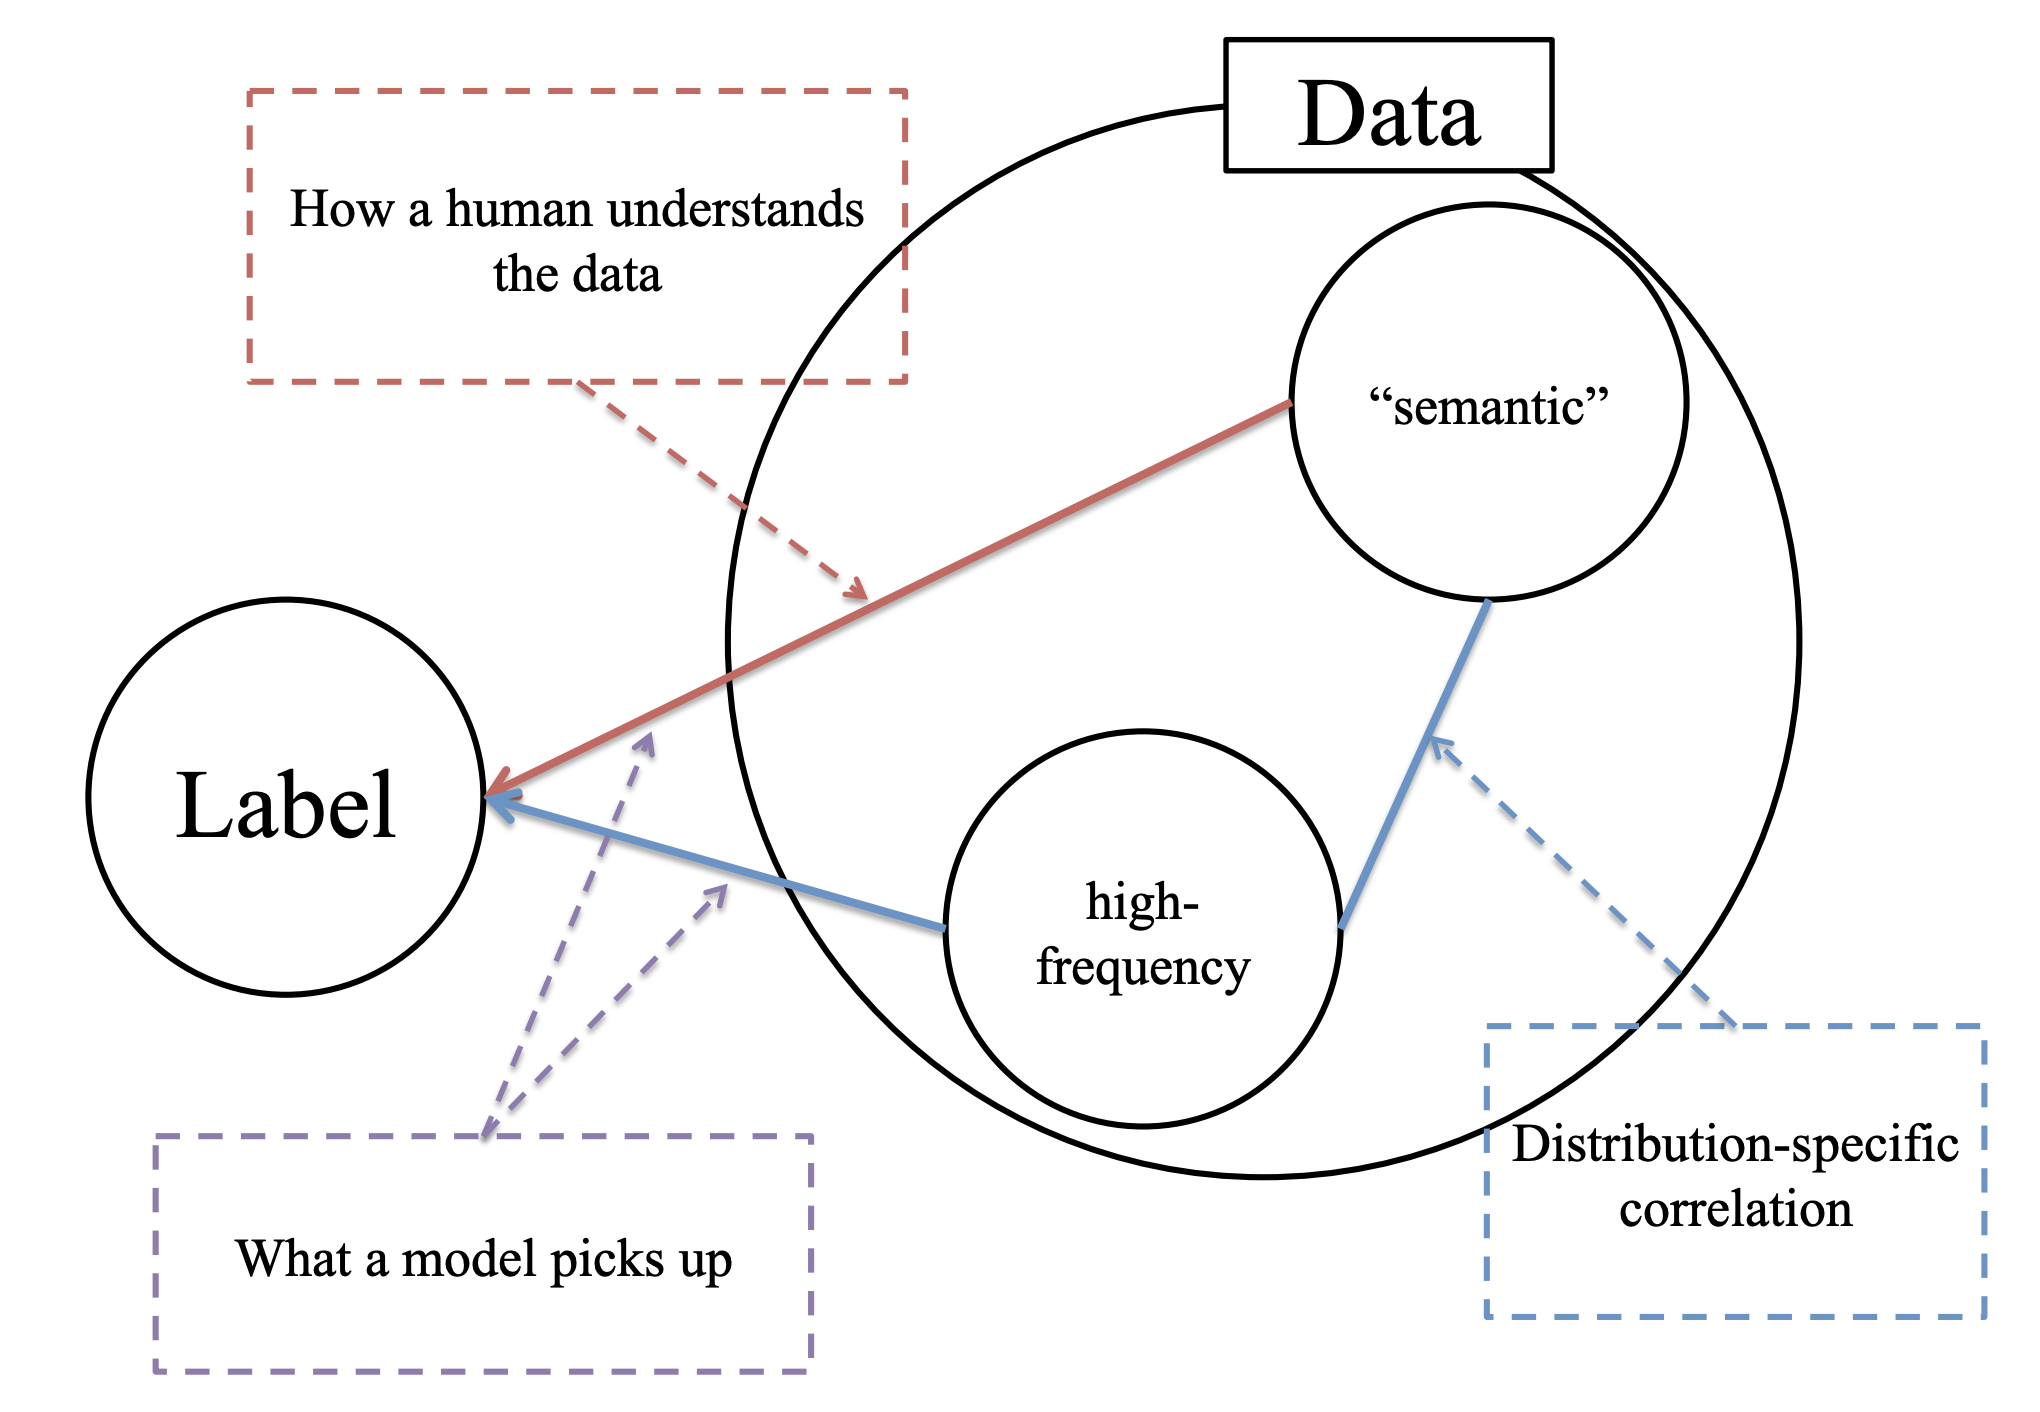 Data
How a human understands
the data
“semantic”
Label
high-
frequency
Distribution-specific
correlation
What a model picks up